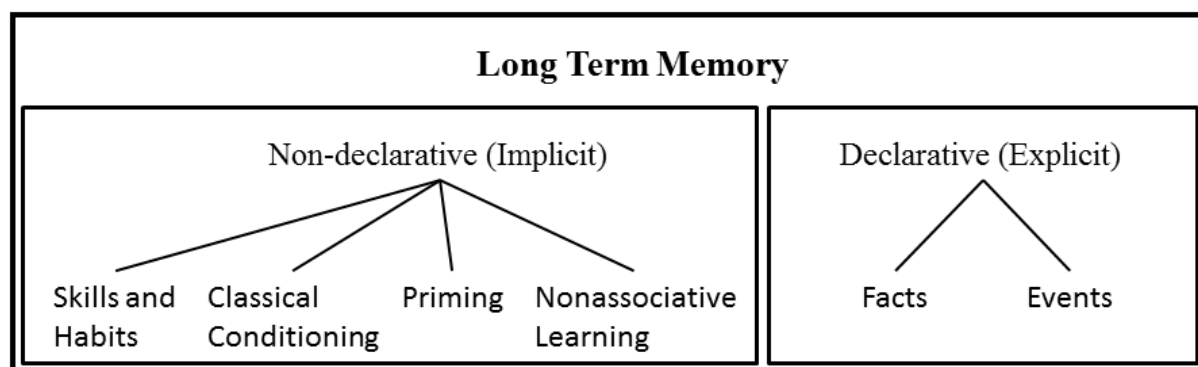 Long Term Memory
Non-declarative (Implicit)
Skills and
Habits
Classical
Conditioning
Priming
Nonassociative
Learning
Declarative (Explicit)
Facts
Events